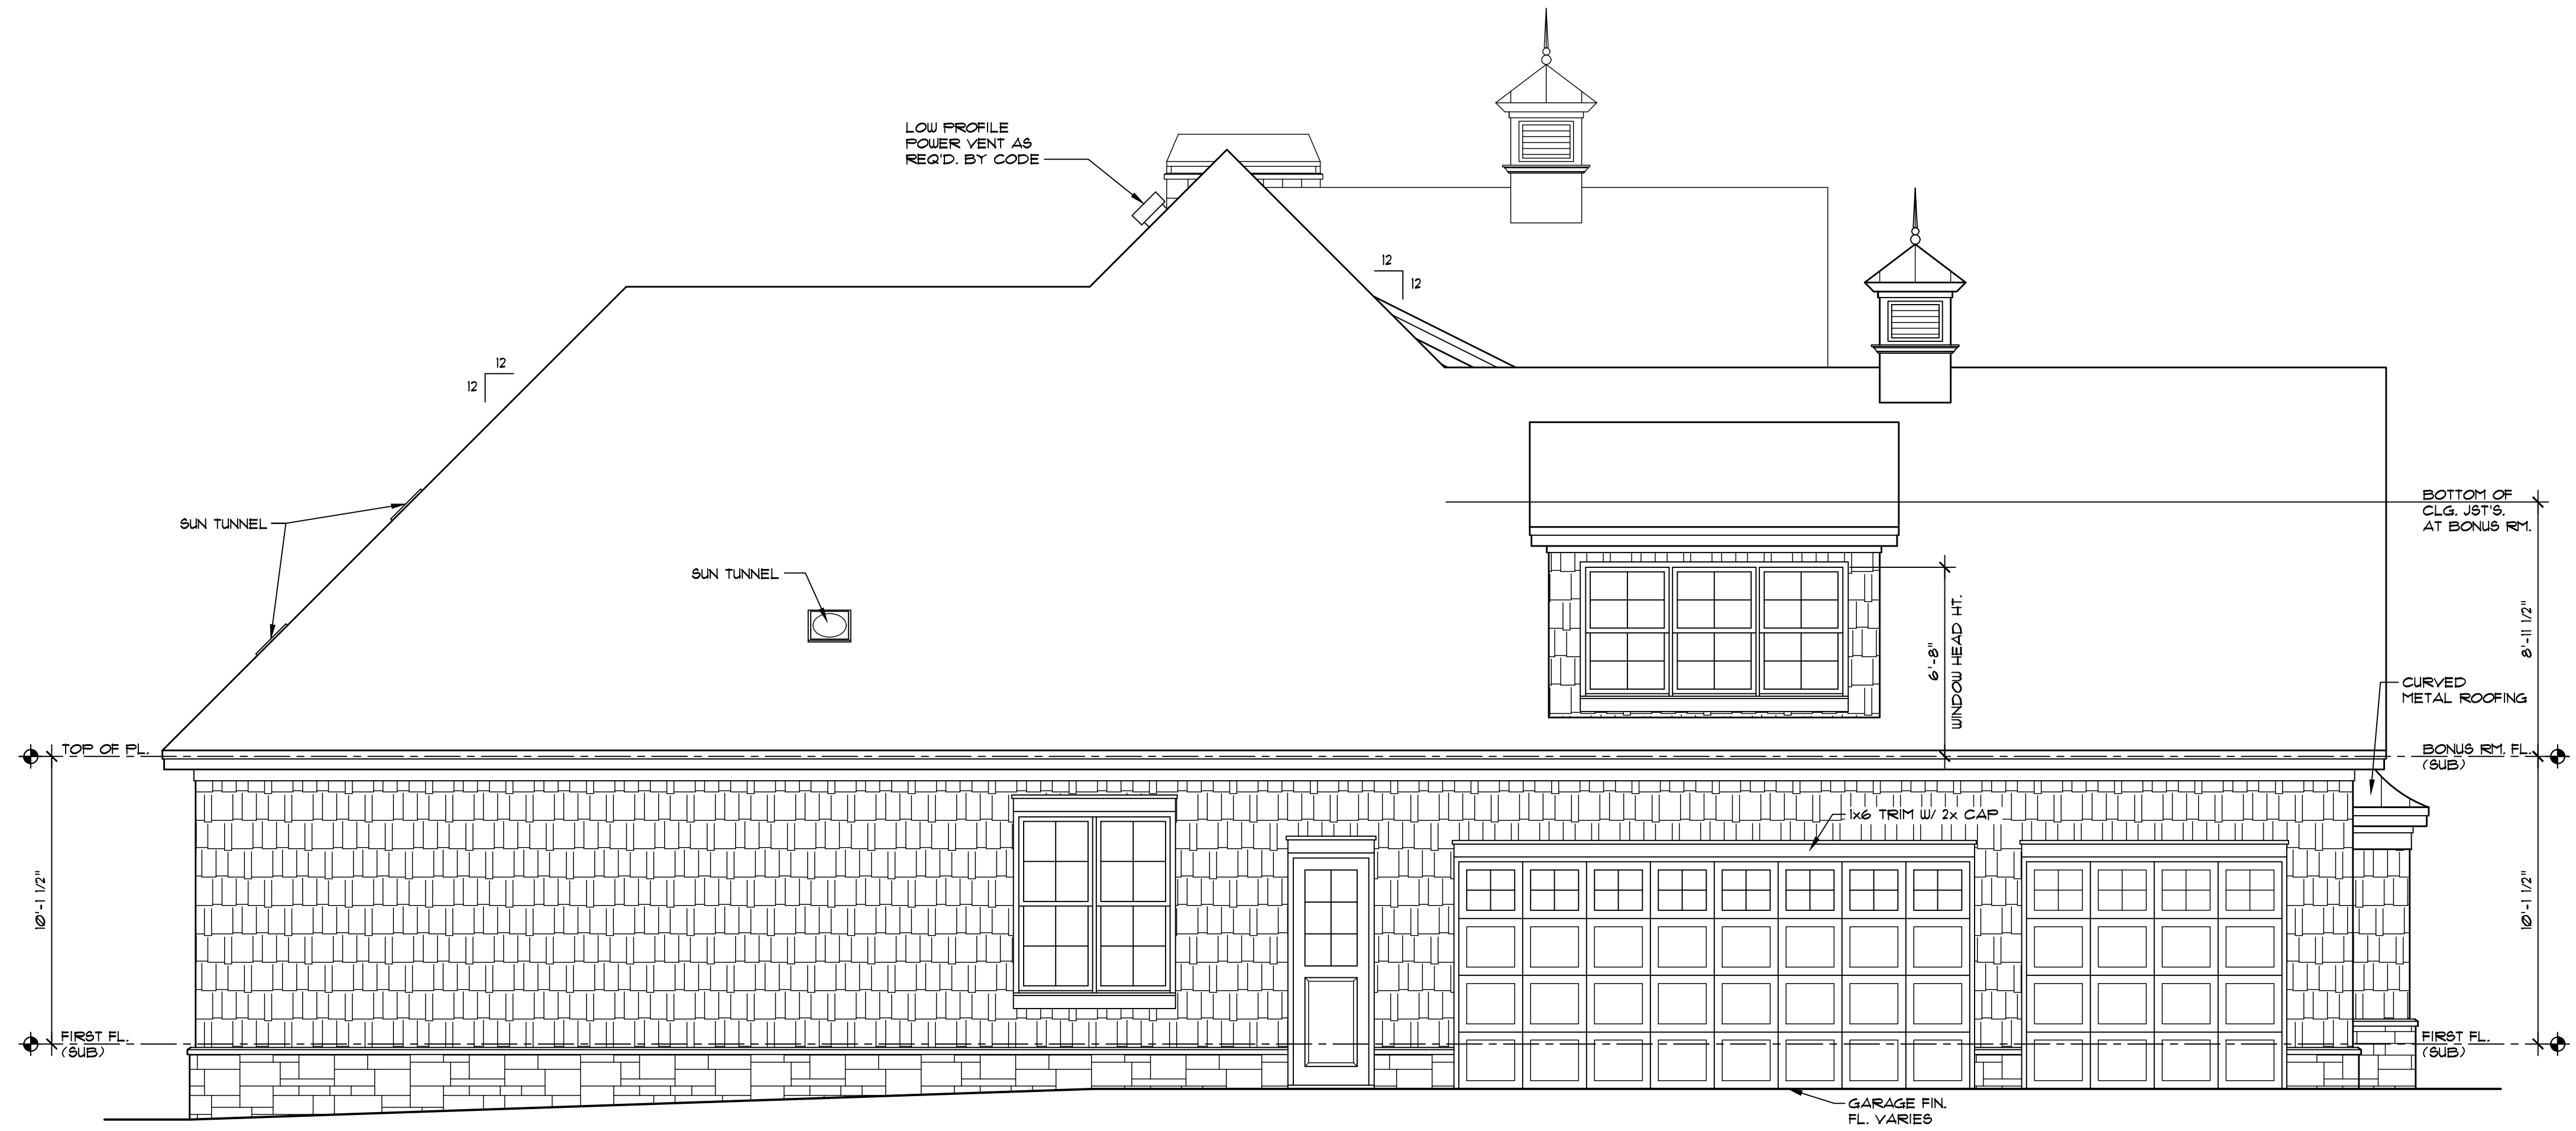 LOW PROFILE
POWER VENT AS
REQ'D. BY CODE
12
12
12
12
SUN TUNNEL
SUN TUNNEL
BOTTOM OF
CLG. JST'S.
AT BONUS RM.
8'-11 1/2"
6'-8"
WINDOW HEAD HT.
CURVED
METAL ROOFING
TOP OF PL.
BONUS RM. FL.
(SUB)
1x6 TRIM W/ 2x CAP
10'-1 1/2"
10'-1 1/2"
FIRST FL.
(SUB)
FIRST FL.
(SUB)
GARAGE FIN.
FL. VARIES